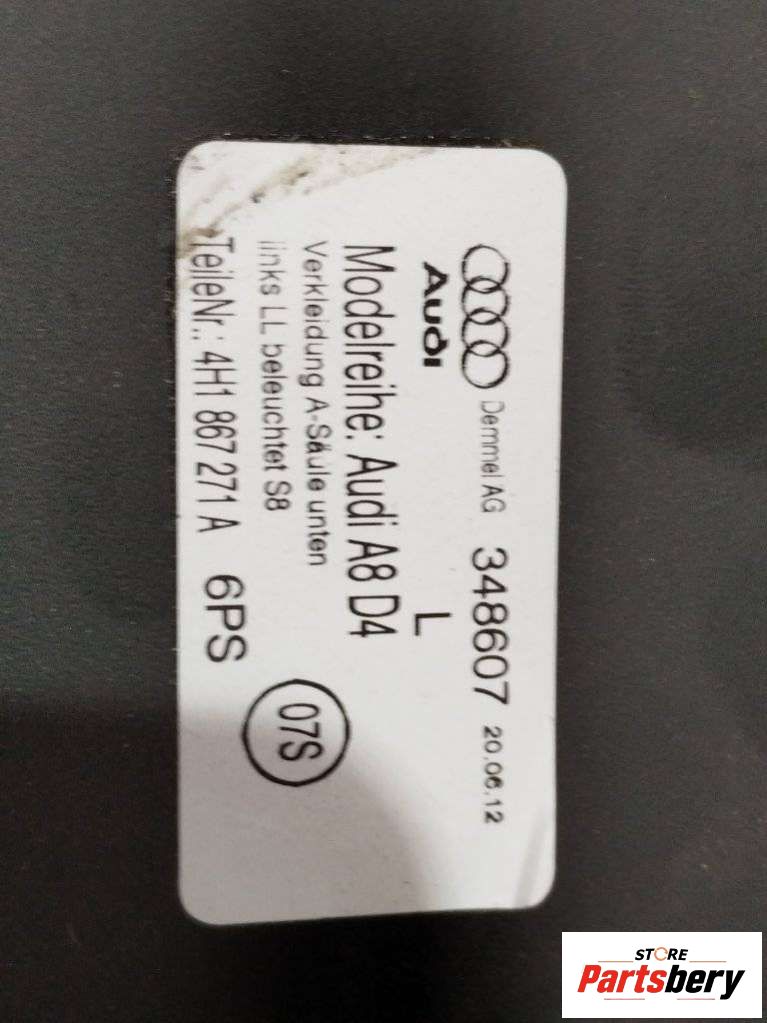 Demmel AG 348607 20.06.12
Audi
L
Modelreihe: Audi A8 D4
Verkleidung A-Säule unten
links LL beleuchtet S8
TeileNr.: 4H1 867 271 A 6PS
07S
STORE
Partsbery